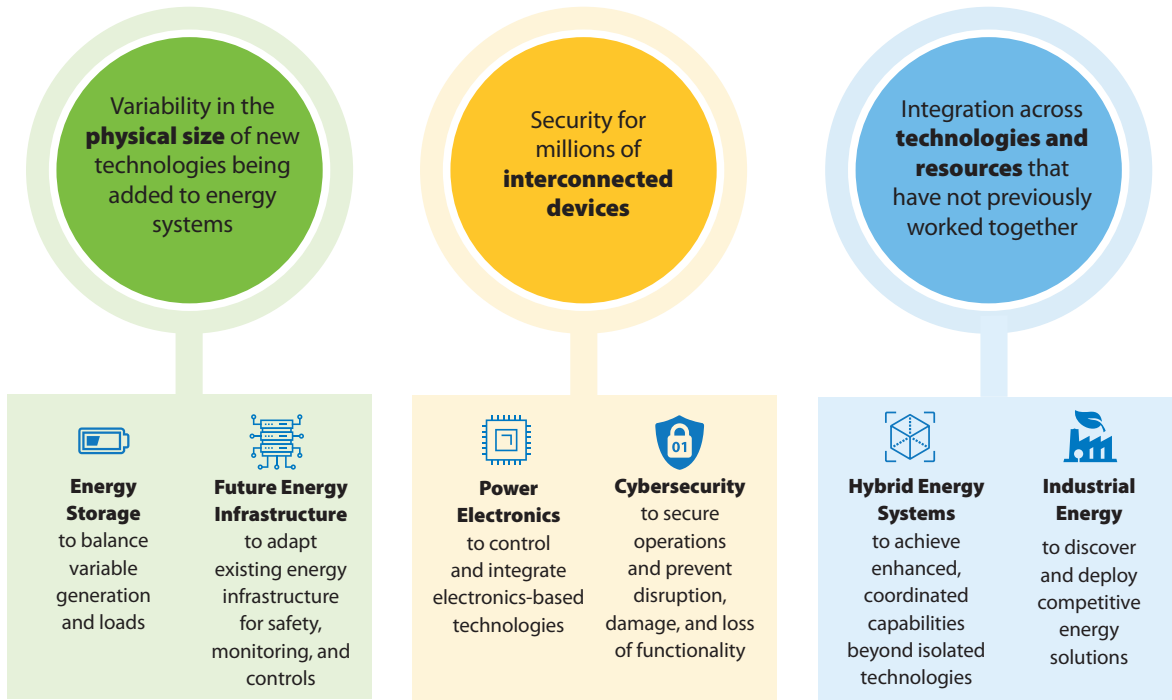 Variability in the
physical size of new
technologies being
added to energy
systems
Security for
millions of
interconnected
devices
Integration across
technologies and
resources that
have not previously
worked together
Energy
Storage
to balance
variable
generation
and loads
Future Energy
Infrastructure
to adapt
existing energy
infrastructure
for safety,
monitoring, and
controls
Power
Electronics
to control
and integrate
electronics-based
technologies
01
Cybersecurity
to secure
operations
and prevent
disruption,
damage, and loss
of functionality
Hybrid Energy
Systems
to achieve
enhanced,
coordinated
capabilities
beyond isolated
technologies
Industrial
Energy
to discover
and deploy
competitive
energy
solutions